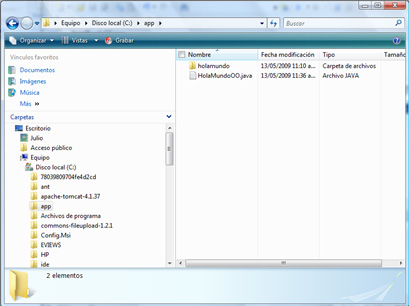 Equipo ▸ Disco local (C:) ▸ app ▸
Buscar
Organizar Vistas Grabar
Vínculos favoritos
Documentos
Imágenes
Música
Más »
Carpetas
Escritorio
Julio
Acceso público
Equipo
Disco local (C:)
78039809704fe4d2cd
ant
apache-tomcat-4.1.37
app
Archivos de programa
commons-fileupload-1.2.1
Config.Msi
EVIEWS
HP
ide
Nombre Fecha modificación Tipo Tamaño
holamundo 13/05/2009 11:10 a... Carpeta de archivos
HolaMundoOO.java 13/05/2009 11:36 a... Archivo JAVA
2 elementos